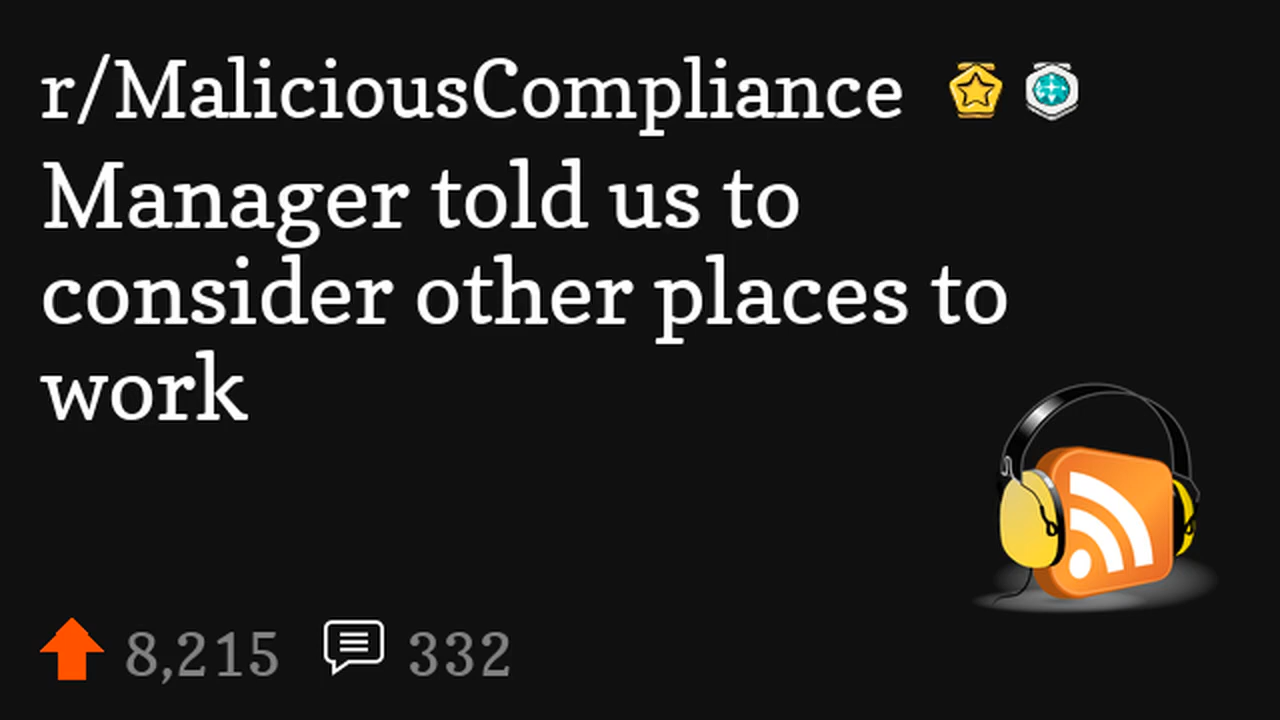 r/MaliciousCompliance
Manager told us to
consider other places to
work
8,215 332